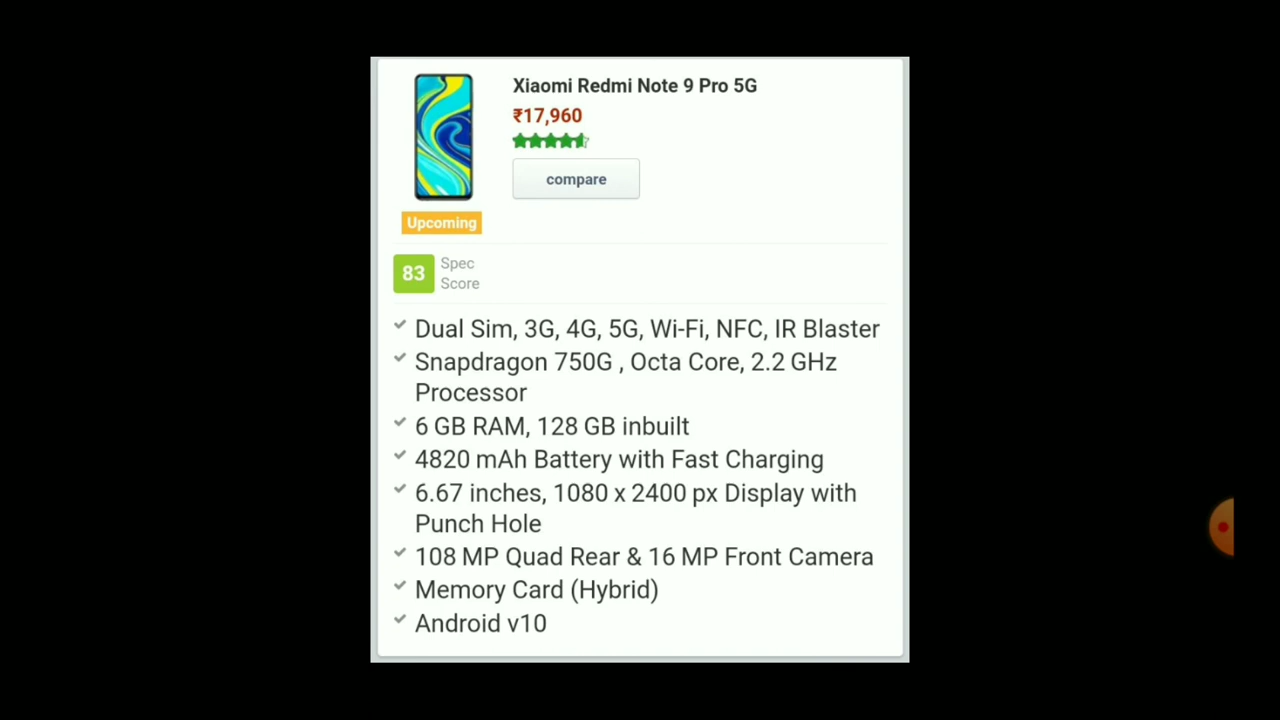 Xiaomi Redmi Note 9 Pro 5G
₹17,960
compare
Upcoming
83
Spec
Score
Dual Sim, 3G, 4G, 5G, Wi-Fi, NFC, IR Blaster
Snapdragon 750G , Octa Core, 2.2 GHz
Processor
6 GB RAM, 128 GB inbuilt
4820 mAh Battery with Fast Charging
6.67 inches, 1080 x 2400 px Display with
Punch Hole
108 MP Quad Rear & 16 MP Front Camera
Memory Card (Hybrid)
Android v10